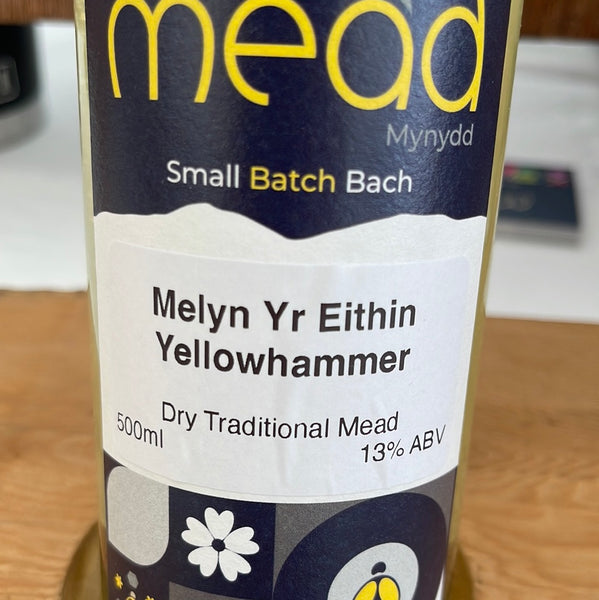 mead
Mynydd
Small Batch Bach
Melyn Yr Eithin
Yellowhammer
Dry Traditional Mead
500ml
13% ABV